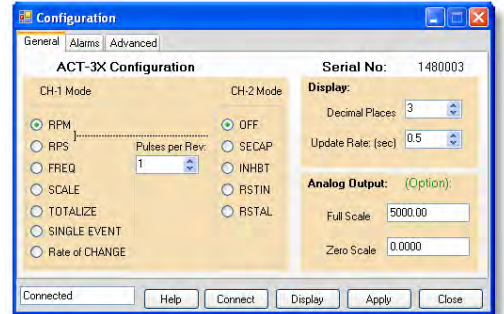 Configuration
General Alarms Advanced
ACT-3X Configuration
Serial No: 1480003
CH-1 Mode
CH-2 Mode
RPM
RPS
FREQ
SCALE
TOTALIZE
SINGLE EVENT
Rate of CHANGE
Pulses per Rev:
1
OFF
SECAP
INHBT
RSTIN
RSTAL
Display:
Decimal Places 3
Update Rate: (sec) 0.5
Analog Output: (Option):
Full Scale 5000.00
Zero Scale 0.0000
Connected Help Connect Display Apply Close